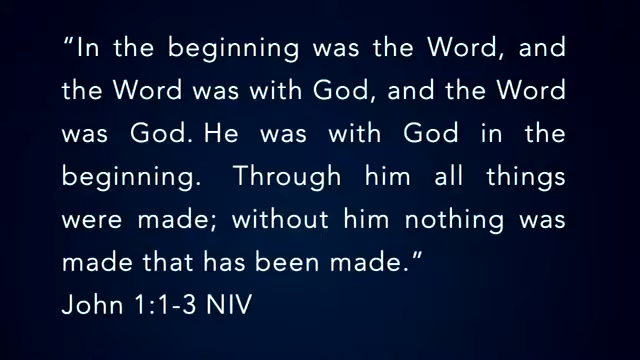 “In the beginning was the Word, and
the Word was with God, and the Word
was God. He was with God in the
beginning. Through him all things
were made; without him nothing was
made that has been made.”
John 1:1-3 NIV